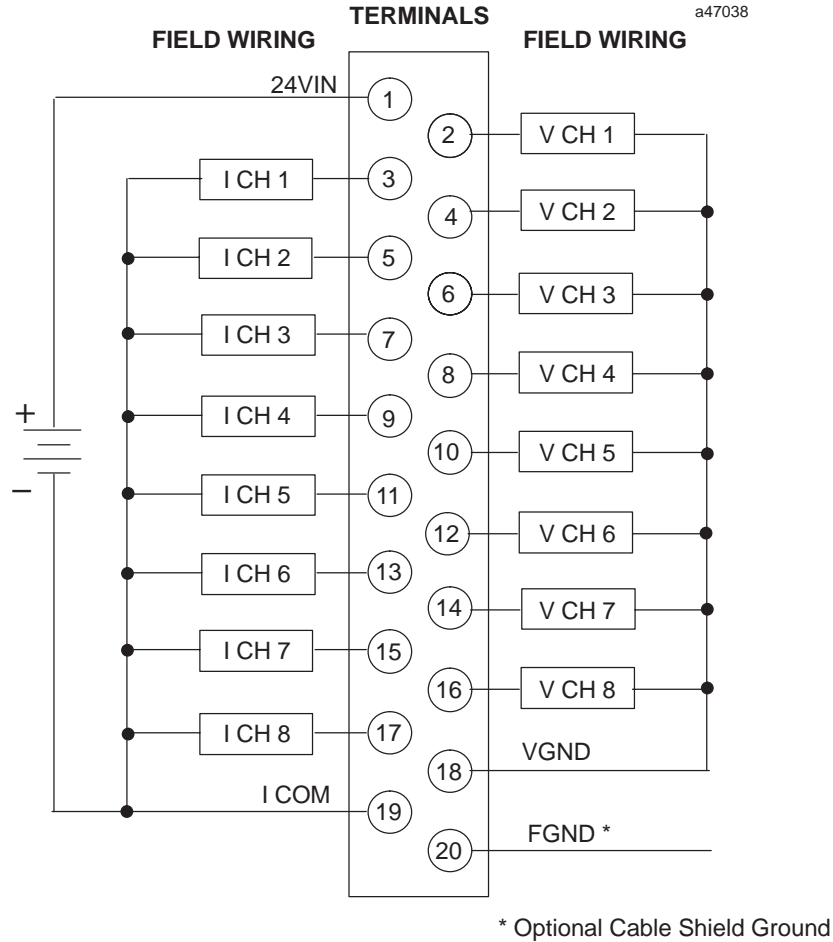 TERMINALS
a47038
FIELD WIRING
FIELD WIRING
24VIN
1
2
V CH 1
I CH 1
3
4
V CH 2
I CH 2
5
6
V CH 3
I CH 3
7
8
V CH 4
+
I CH 4
9
10
V CH 5
–
I CH 5
11
12
V CH 6
I CH 6
13
14
V CH 7
I CH 7
15
16
V CH 8
I CH 8
17
VGND
18
I COM
19
FGND *
20
* Optional Cable Shield Ground